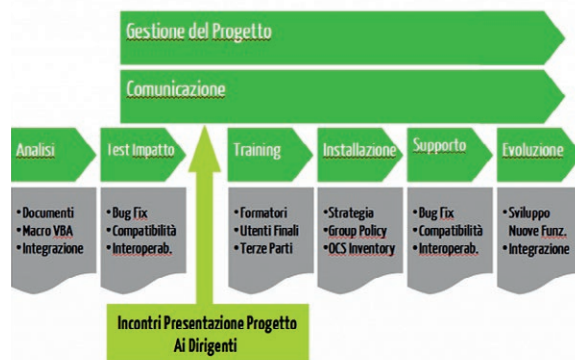 Gestione del Progetto
Comunicazione
Analisi
Test Impatto
Training
Installazione
Supporto
Evoluzione
• Documenti
• Macro VBA
• Integrazione
• Bug Fix
• Compatibilità
• Interoperab.
• Formatori
• Utenti Finali
• Terze Parti
• Strategia
• Group Policy
• OCS Inventory
• Bug Fix
• Compatibilità
• Interoperab.
• Sviluppo
Nuove Funz.
• Integrazione
Incontri Presentazione Progetto
Ai Dirigenti